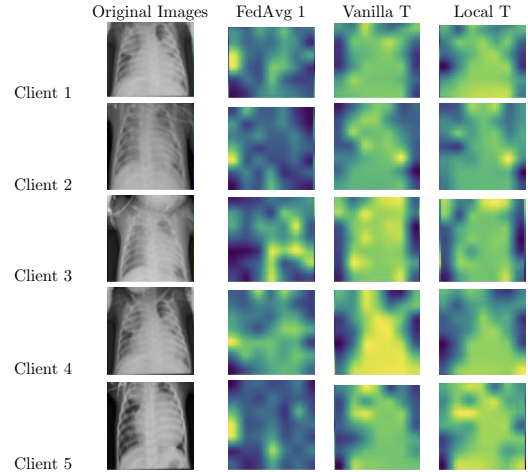 Original Images FedAvg 1 Vanilla T Local T
Client 1
Client 2
Client 3
Client 4
Client 5